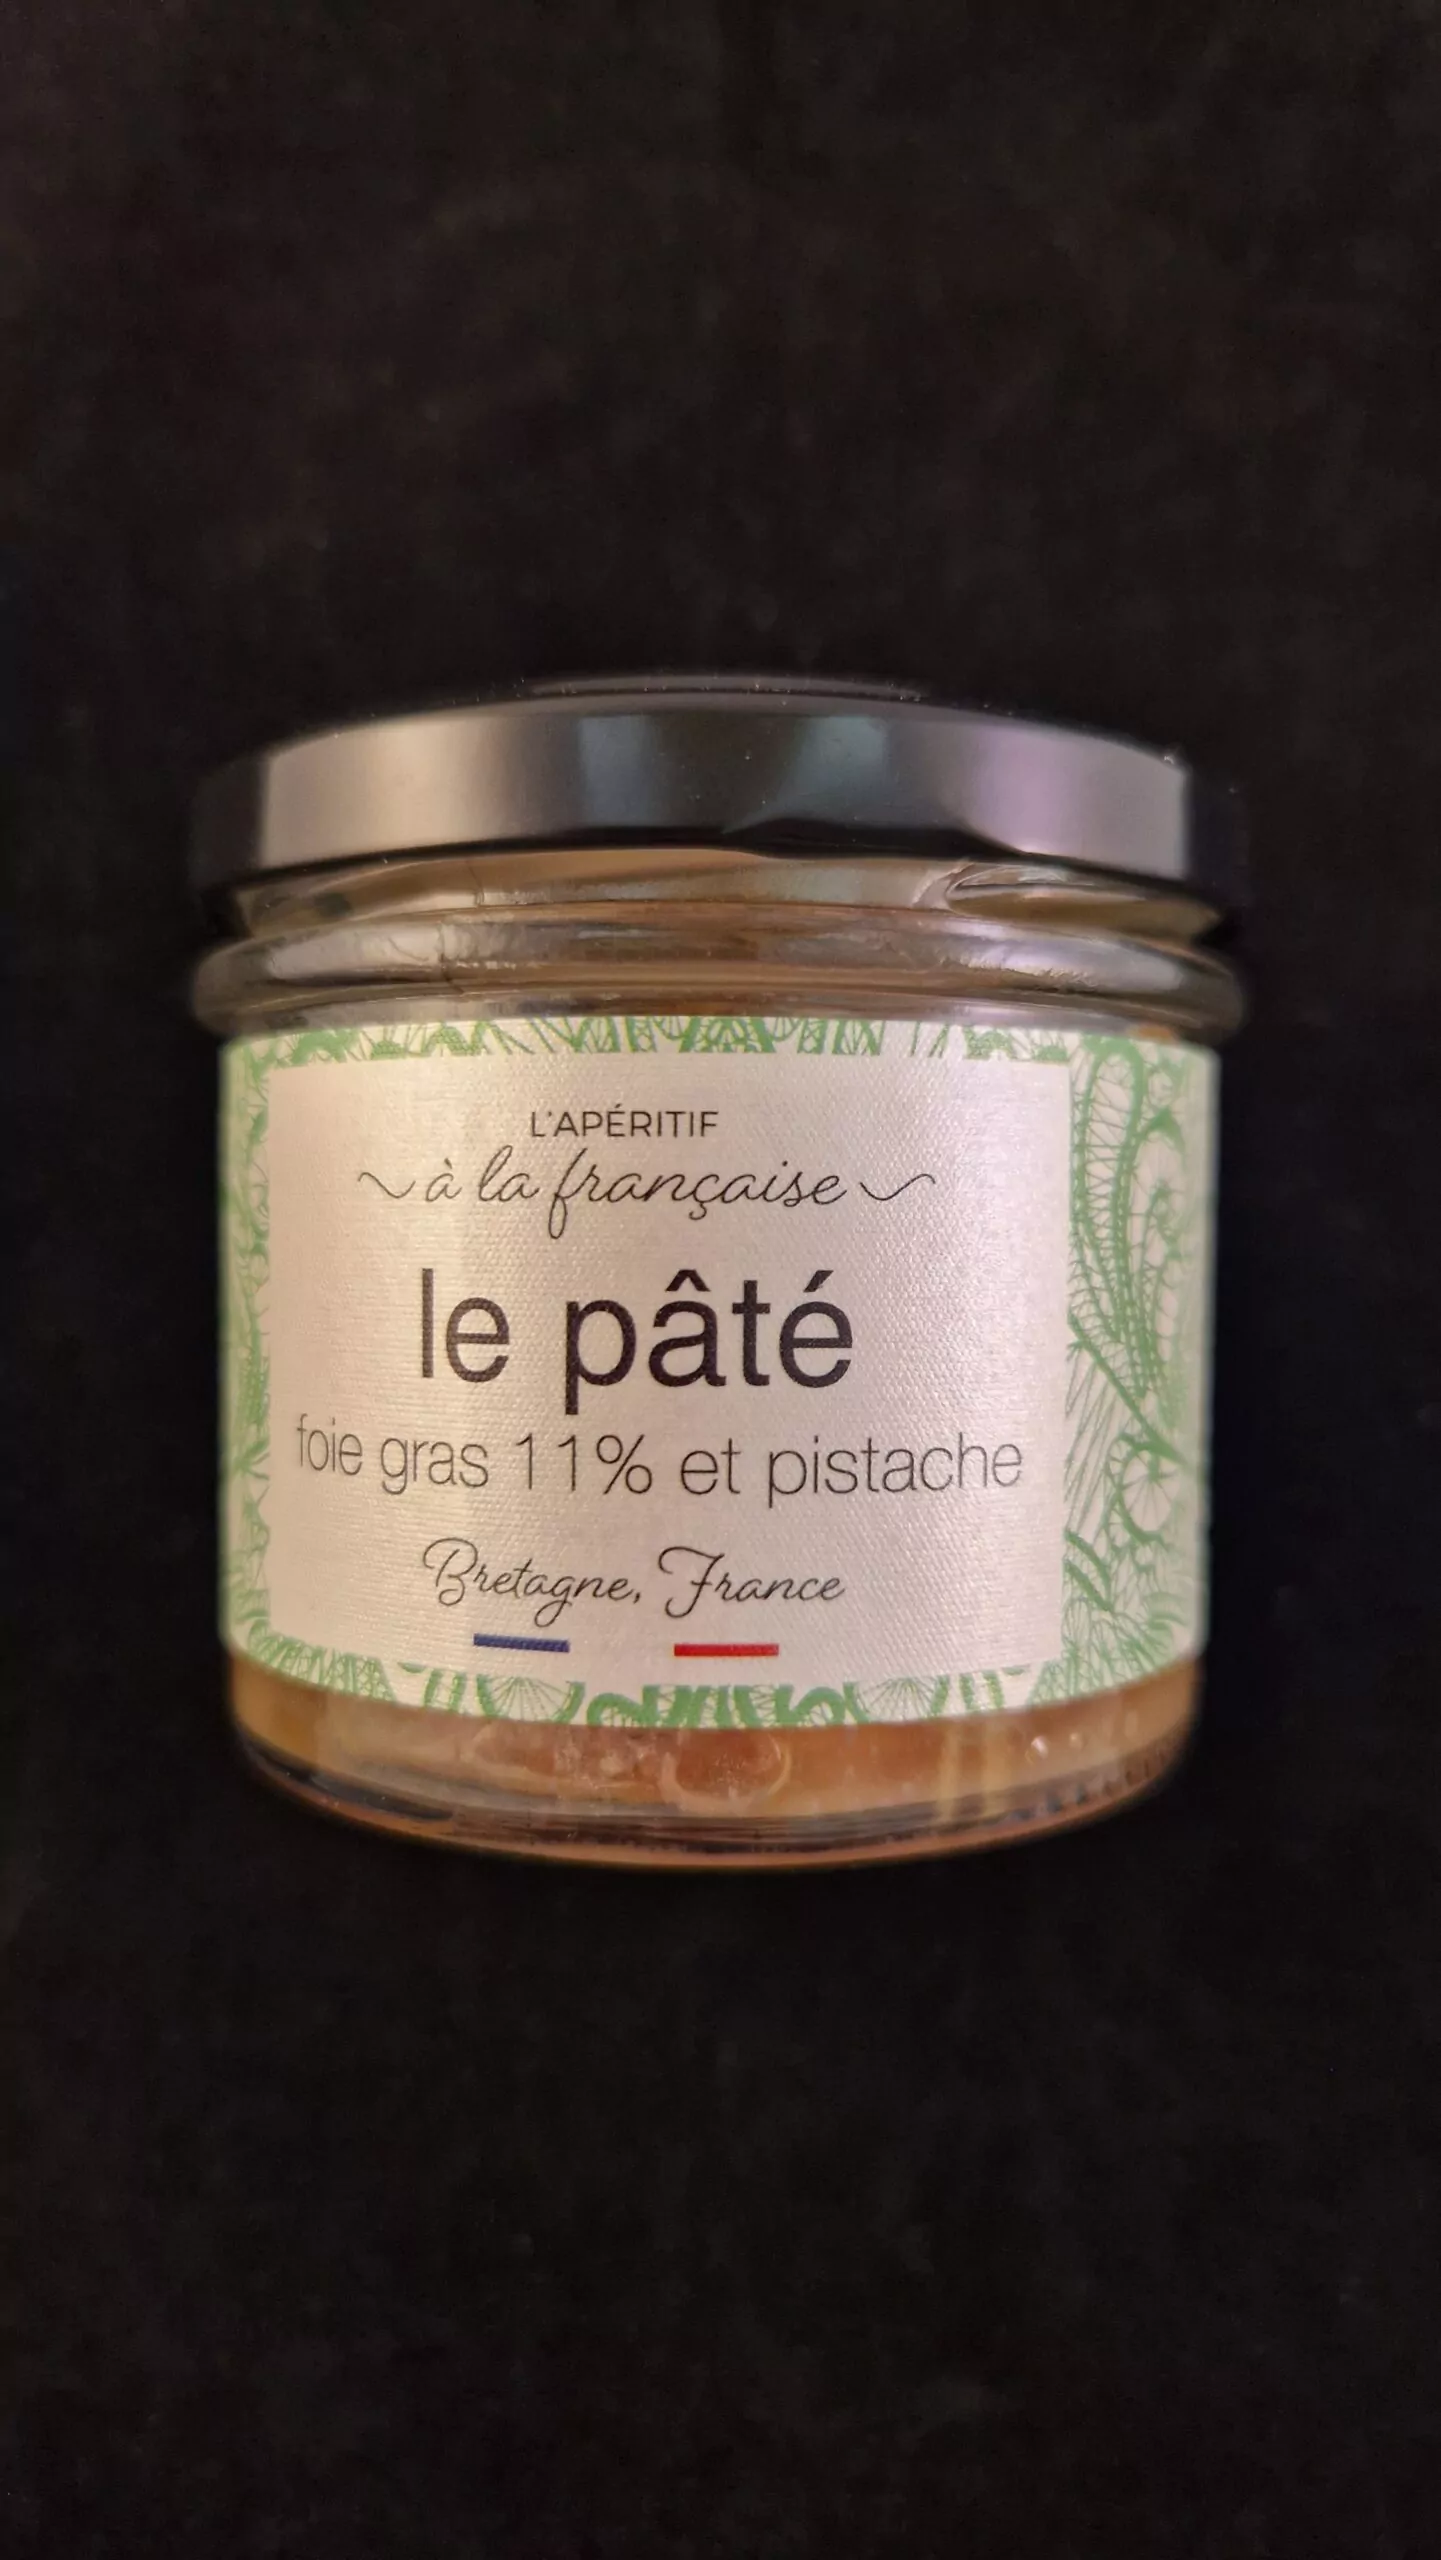 L'APÉRITIF
à la française
le pâté
foie gras 11% et pistache
Bretagne, France